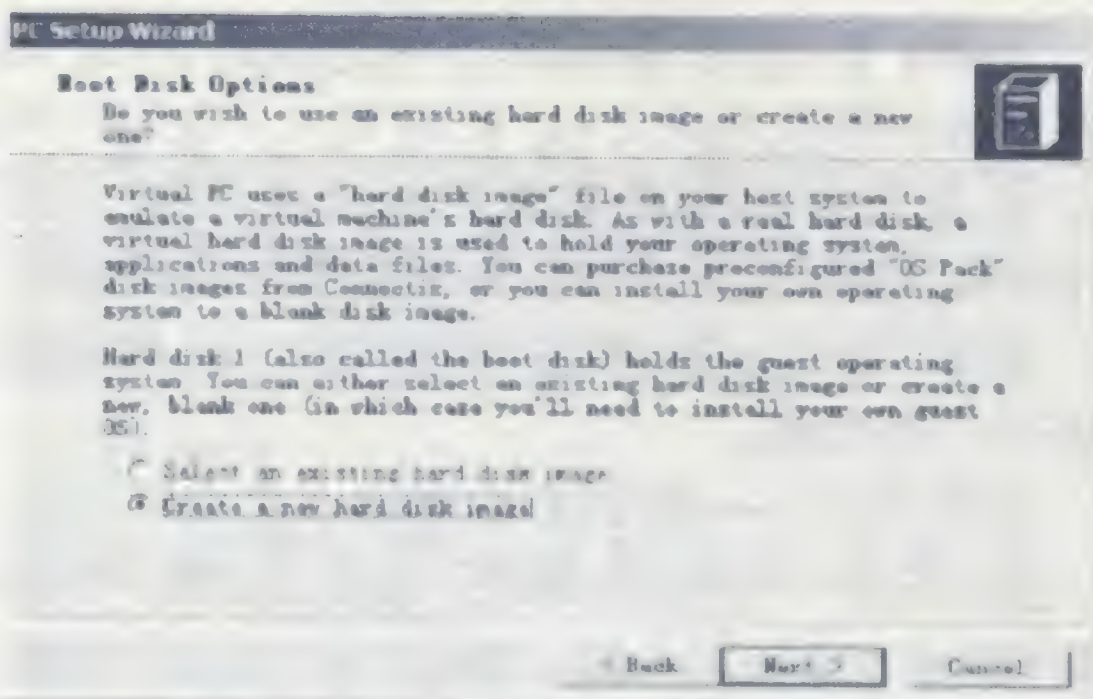 PC Setup Wizard
Boot Disk Options
Do you wish to use an existing hard disk image or create a new
one?
Virtual PC uses a "hard disk image" file on your host system to
emulate a virtual machine's hard disk. As with a real hard disk, a
virtual hard disk image is used to hold your operating system,
applications and data files. You can purchase preconfigured "OS Pack"
disk images from Connectix, or you can install your own operating
system to a blank disk image.
Hard disk 1 (also called the boot disk) holds the guest operating
system. You can either select an existing hard disk image or create a
new, blank one (in which case you'll need to install your own guest
OS).
Select an existing hard disk image
Create a new hard disk image
< Back
Next >
Cancel